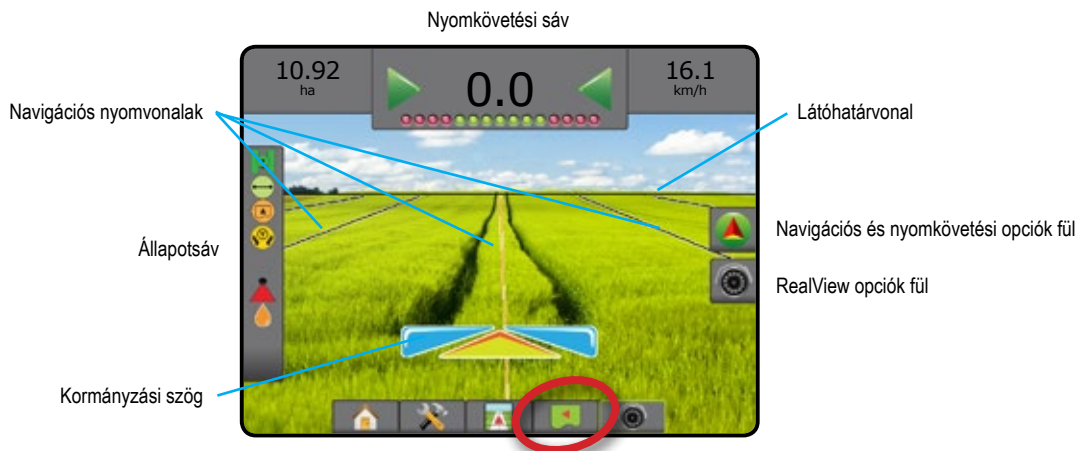 Nyomkövetési sáv
10.92
ha
0.0
16.1
km/h
Navigációs nyomvonalak
Látóhatárvonal
Állapotsáv
Navigációs és nyomkövetési opciók fül
RealView opciók fül
Kormányzási szög